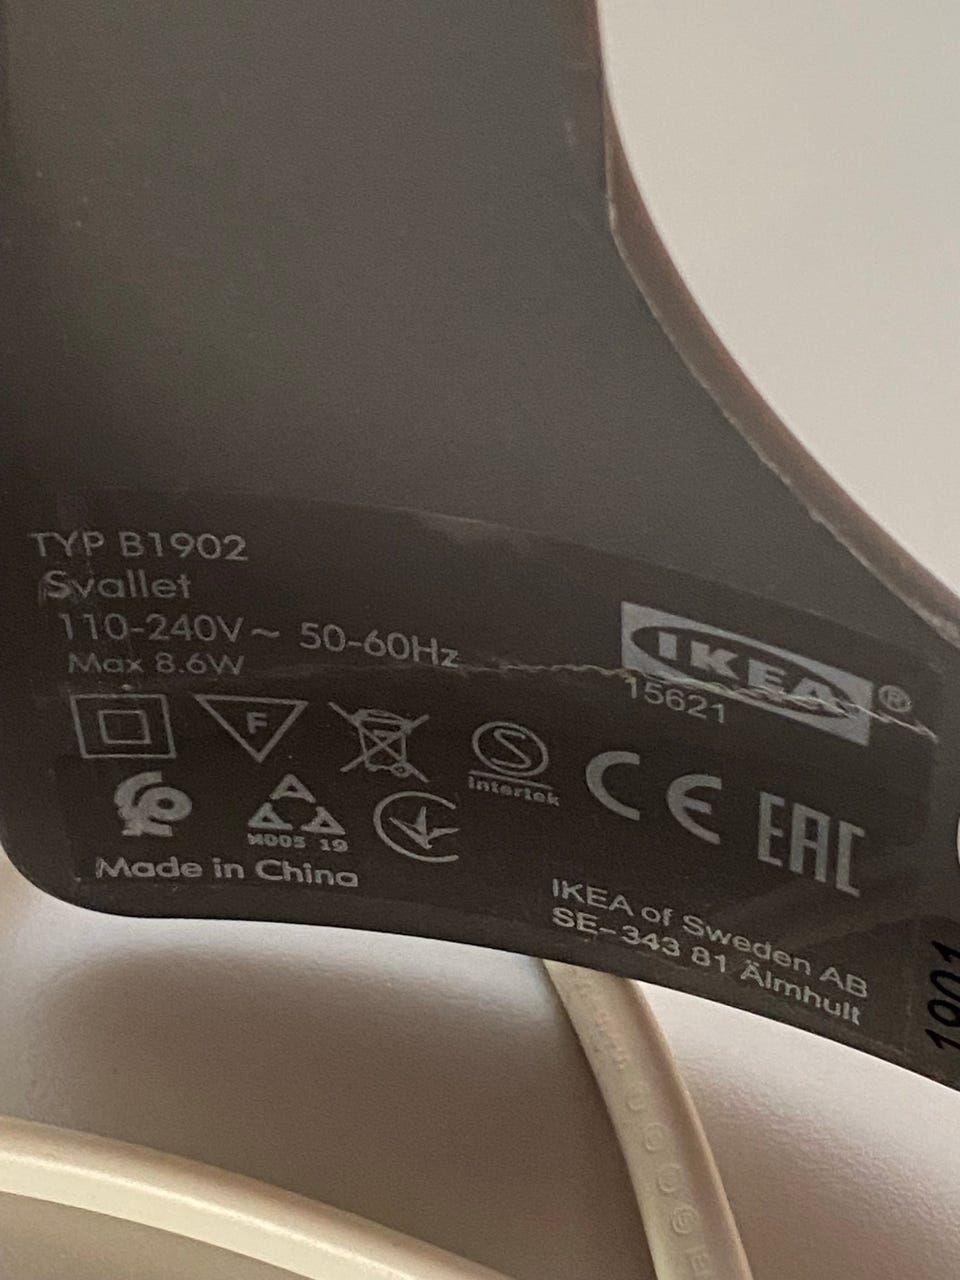 TYP B1902
Svallet
110-240V~ 50-60Hz
Max 8.6W
IKEA®
15621
F
S
Intertek
CE
EAC
M005 19
Made in China
IKEA of Sweden AB
SE-343 81 Älmhult
1901